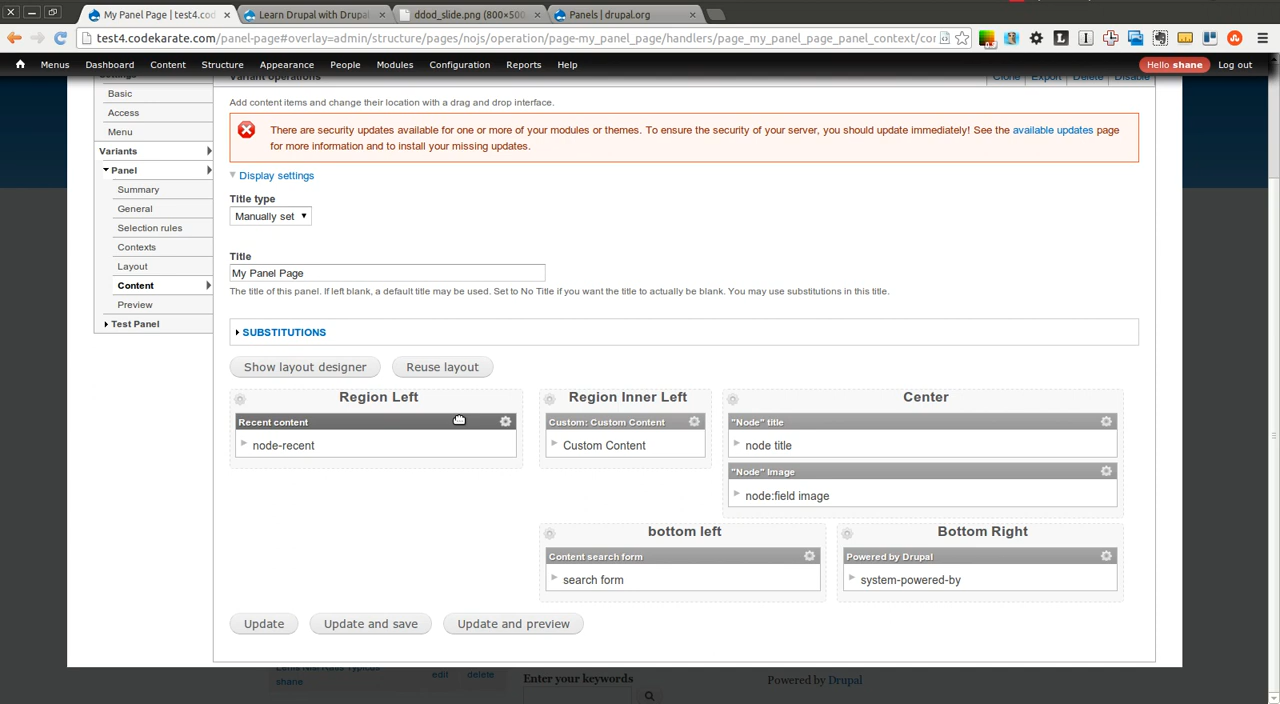 My Panel Page | test4.cod
Learn Drupal with Drupal
ddod_slide.png (800×500
Panels | drupal.org
test4.codekarate.com/panel-page#overlay=admin/structure/pages/nojs/operation/page-my_panel_page/handlers/page_my_panel_page_panel_context/cor
Menus Dashboard Content Structure Appearance People Modules Configuration Reports Help Hello shane Log out
Settings
Variant operations
Clone Export Delete Disable
Basic
Access
Menu
Variants
Panel
Summary
General
Selection rules
Contexts
Layout
Content
Preview
Test Panel
Add content items and change their location with a drag and drop interface.
There are security updates available for one or more of your modules or themes. To ensure the security of your server, you should update immediately! See the available updates page
for more information and to install your missing updates.
Display settings
Title type
Manually set
Title
My Panel Page
The title of this panel. If left blank, a default title may be used. Set to No Title if you want the title to actually be blank. You may use substitutions in this title.
SUBSTITUTIONS
Show layout designer Reuse layout
Region Left
Recent content
node-recent
Region Inner Left
Custom: Custom Content
Custom Content
Center
"Node" title
node title
"Node" Image
node:field image
bottom left
Content search form
search form
Bottom Right
Powered by Drupal
system-powered-by
Update Update and save Update and preview
shane
edit delete
Enter your keywords
Powered by Drupal